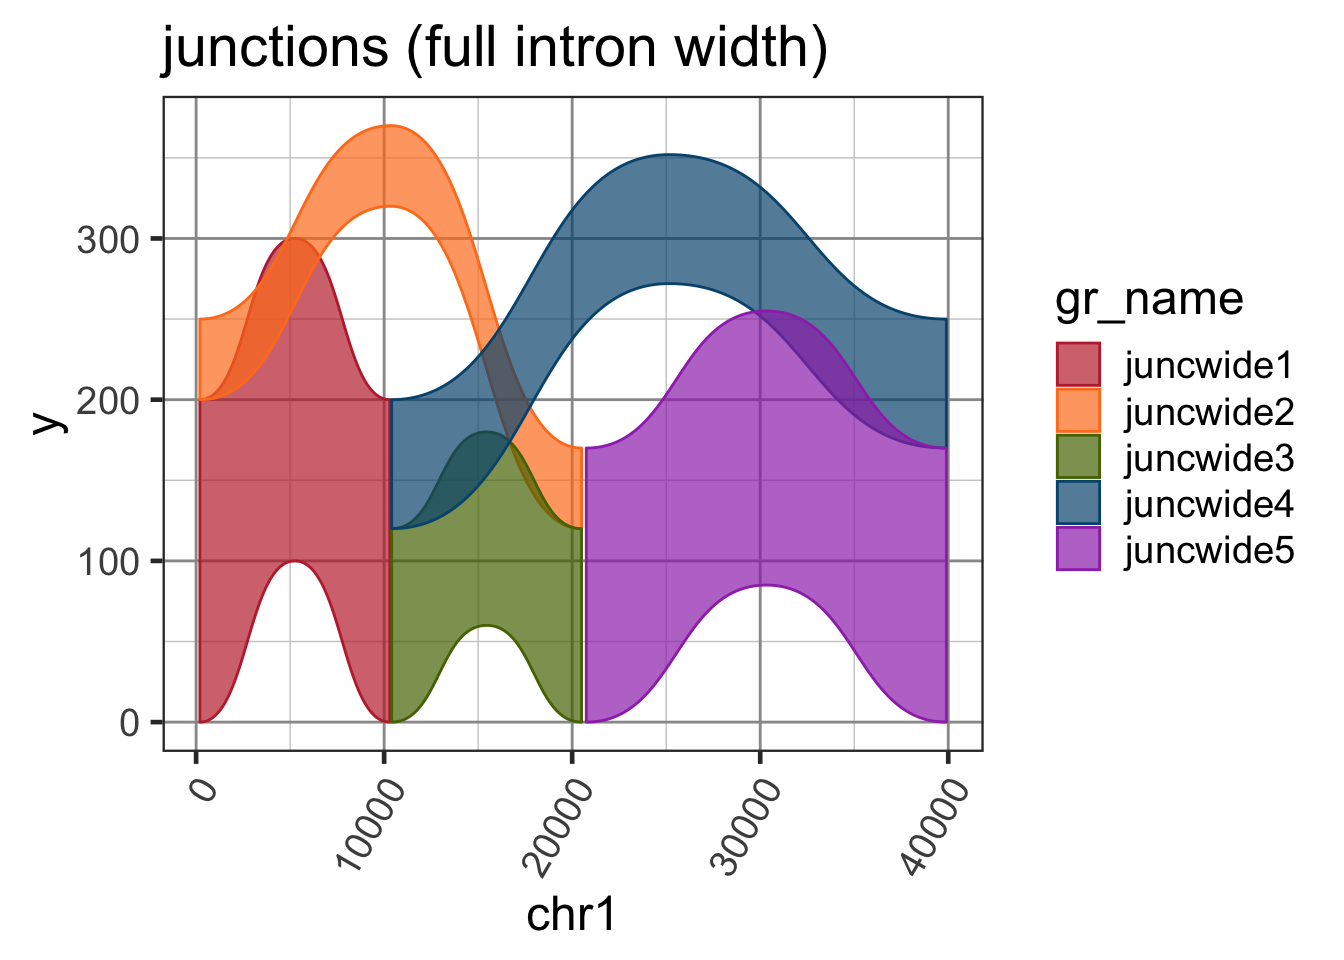 junctions (full intron width)
300
200
100
0
y
0
10000
20000
30000
40000
chr1
gr_name
juncwide1
juncwide2
juncwide3
juncwide4
juncwide5